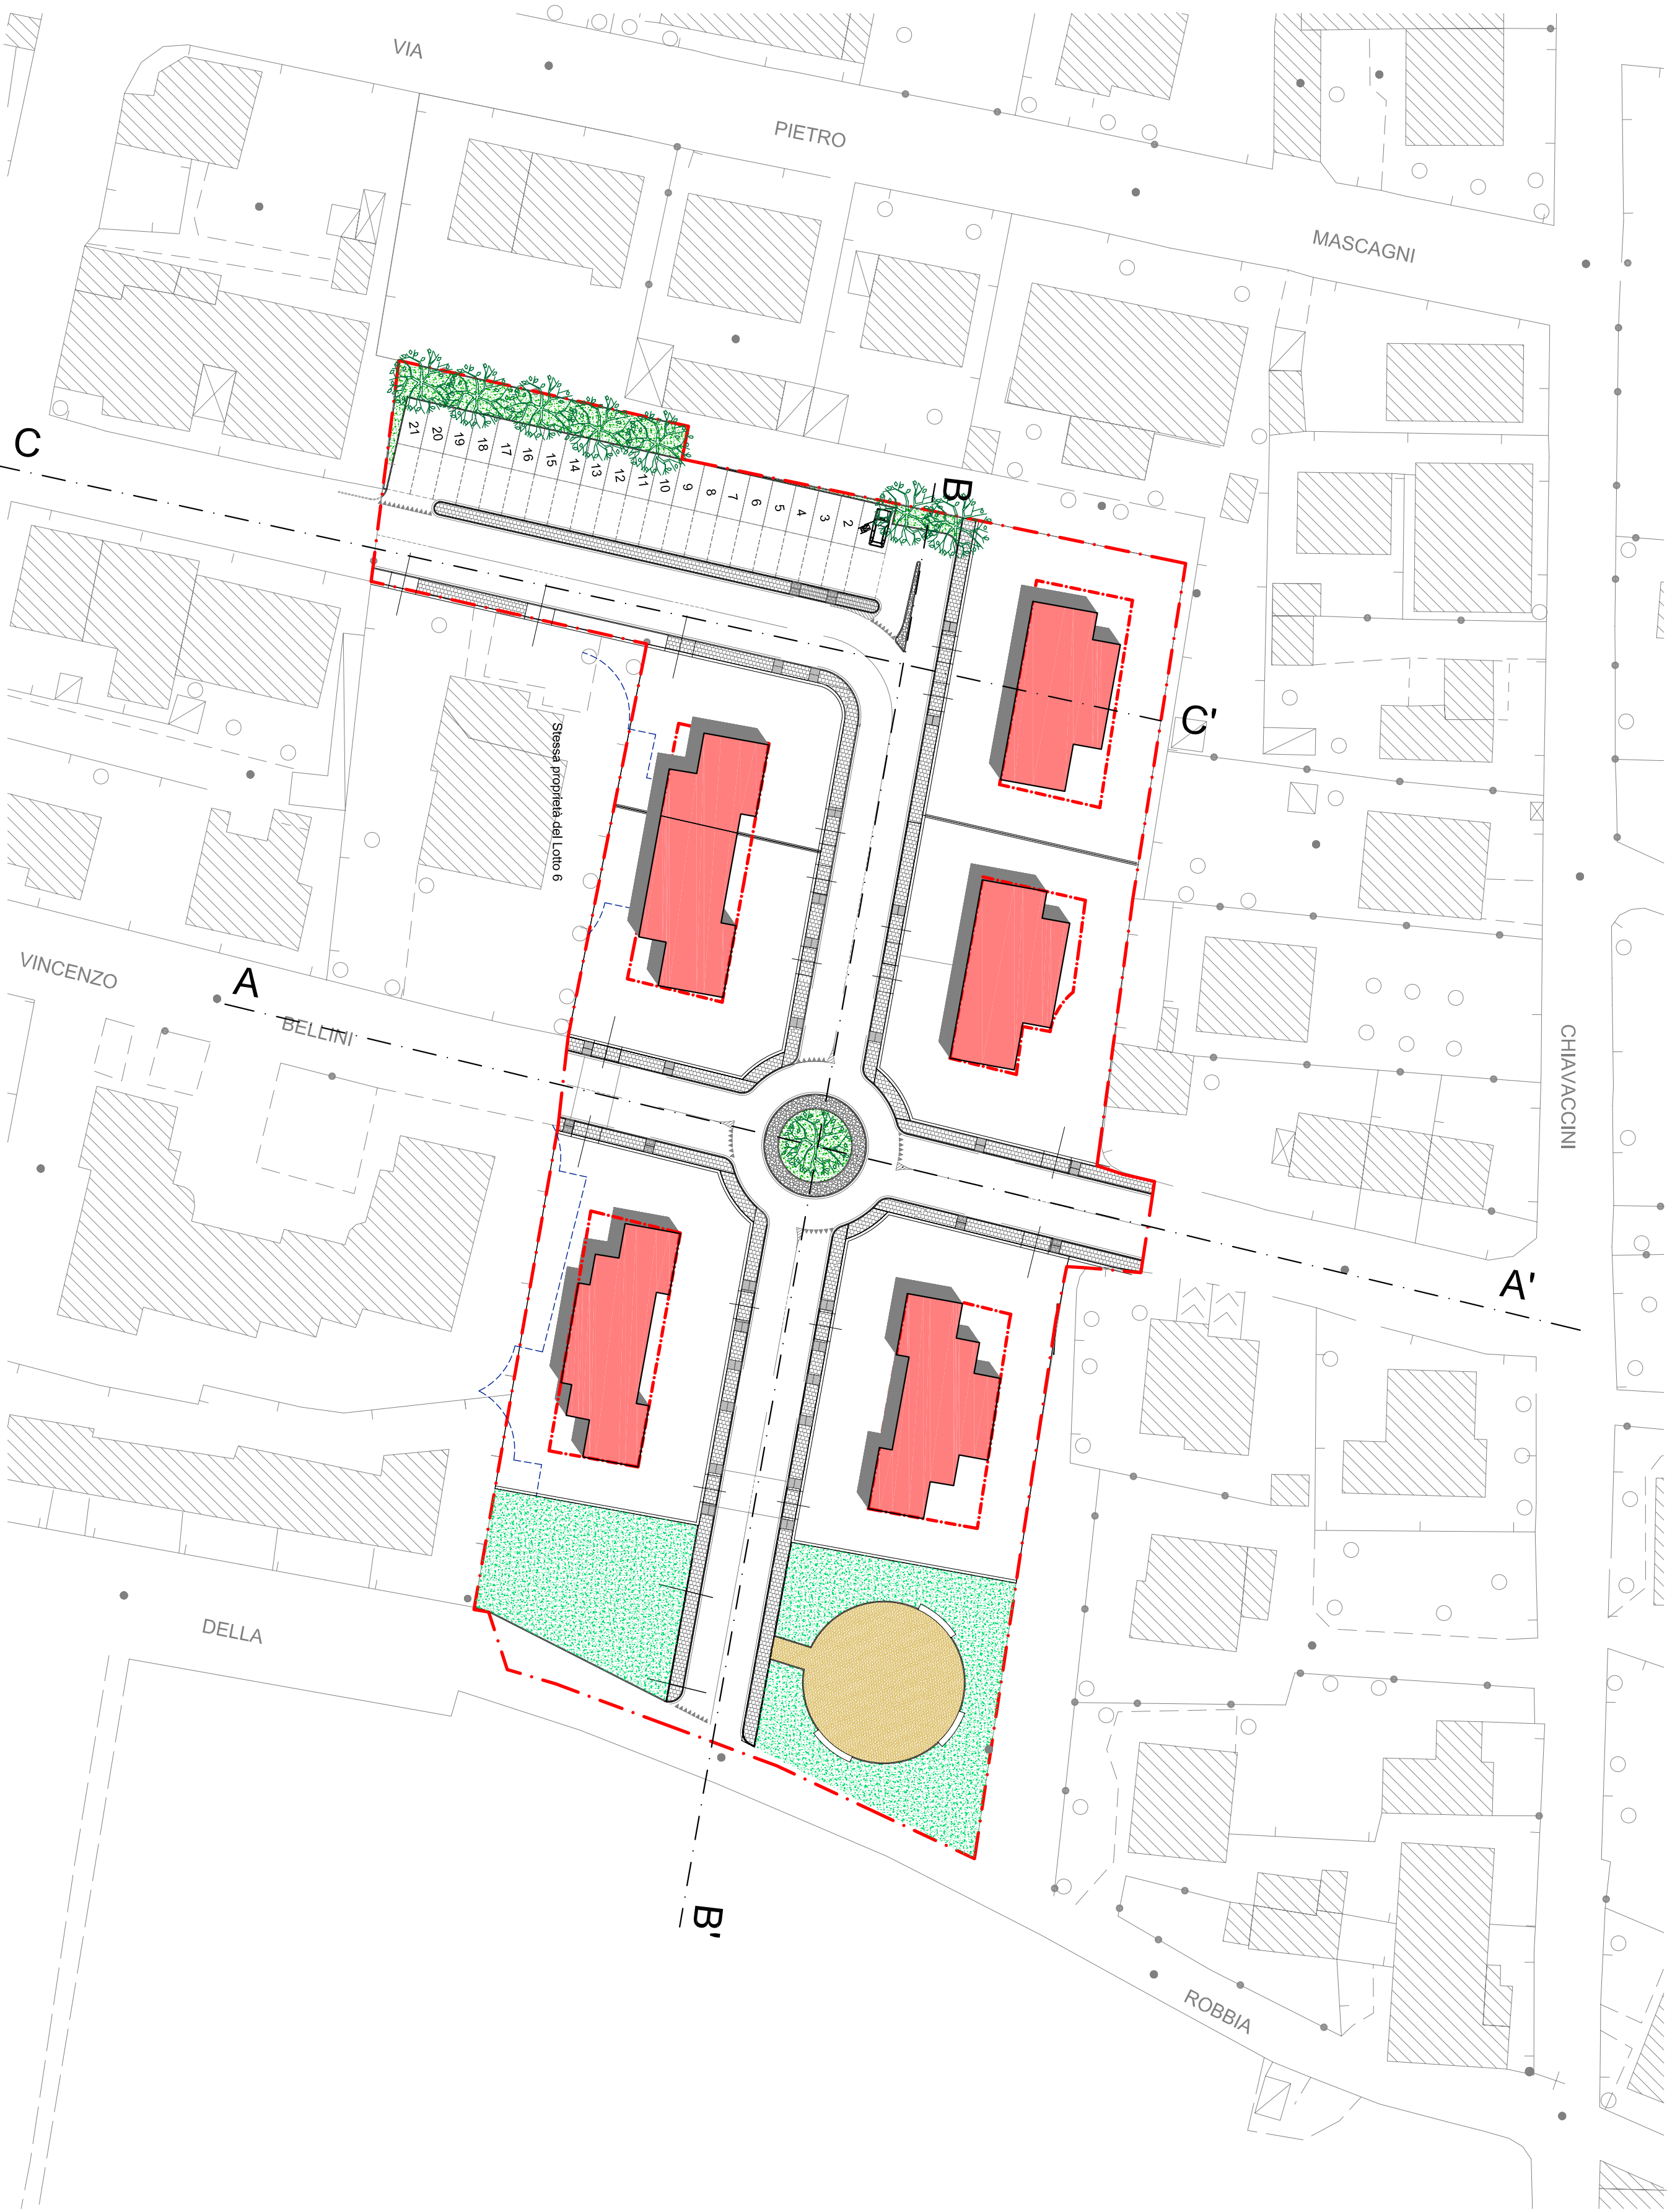 VIA
PIETRO
MASCAGNI
C
21
20
19
18
17
16
15
14
13
12
11
10
9
8
7
6
5
4
3
2
B
C'
Stessa proprietà del Lotto 6
VINCENZO
A
BELLINI
CHIAVACCINI
A'
DELLA
B'
ROBBIA